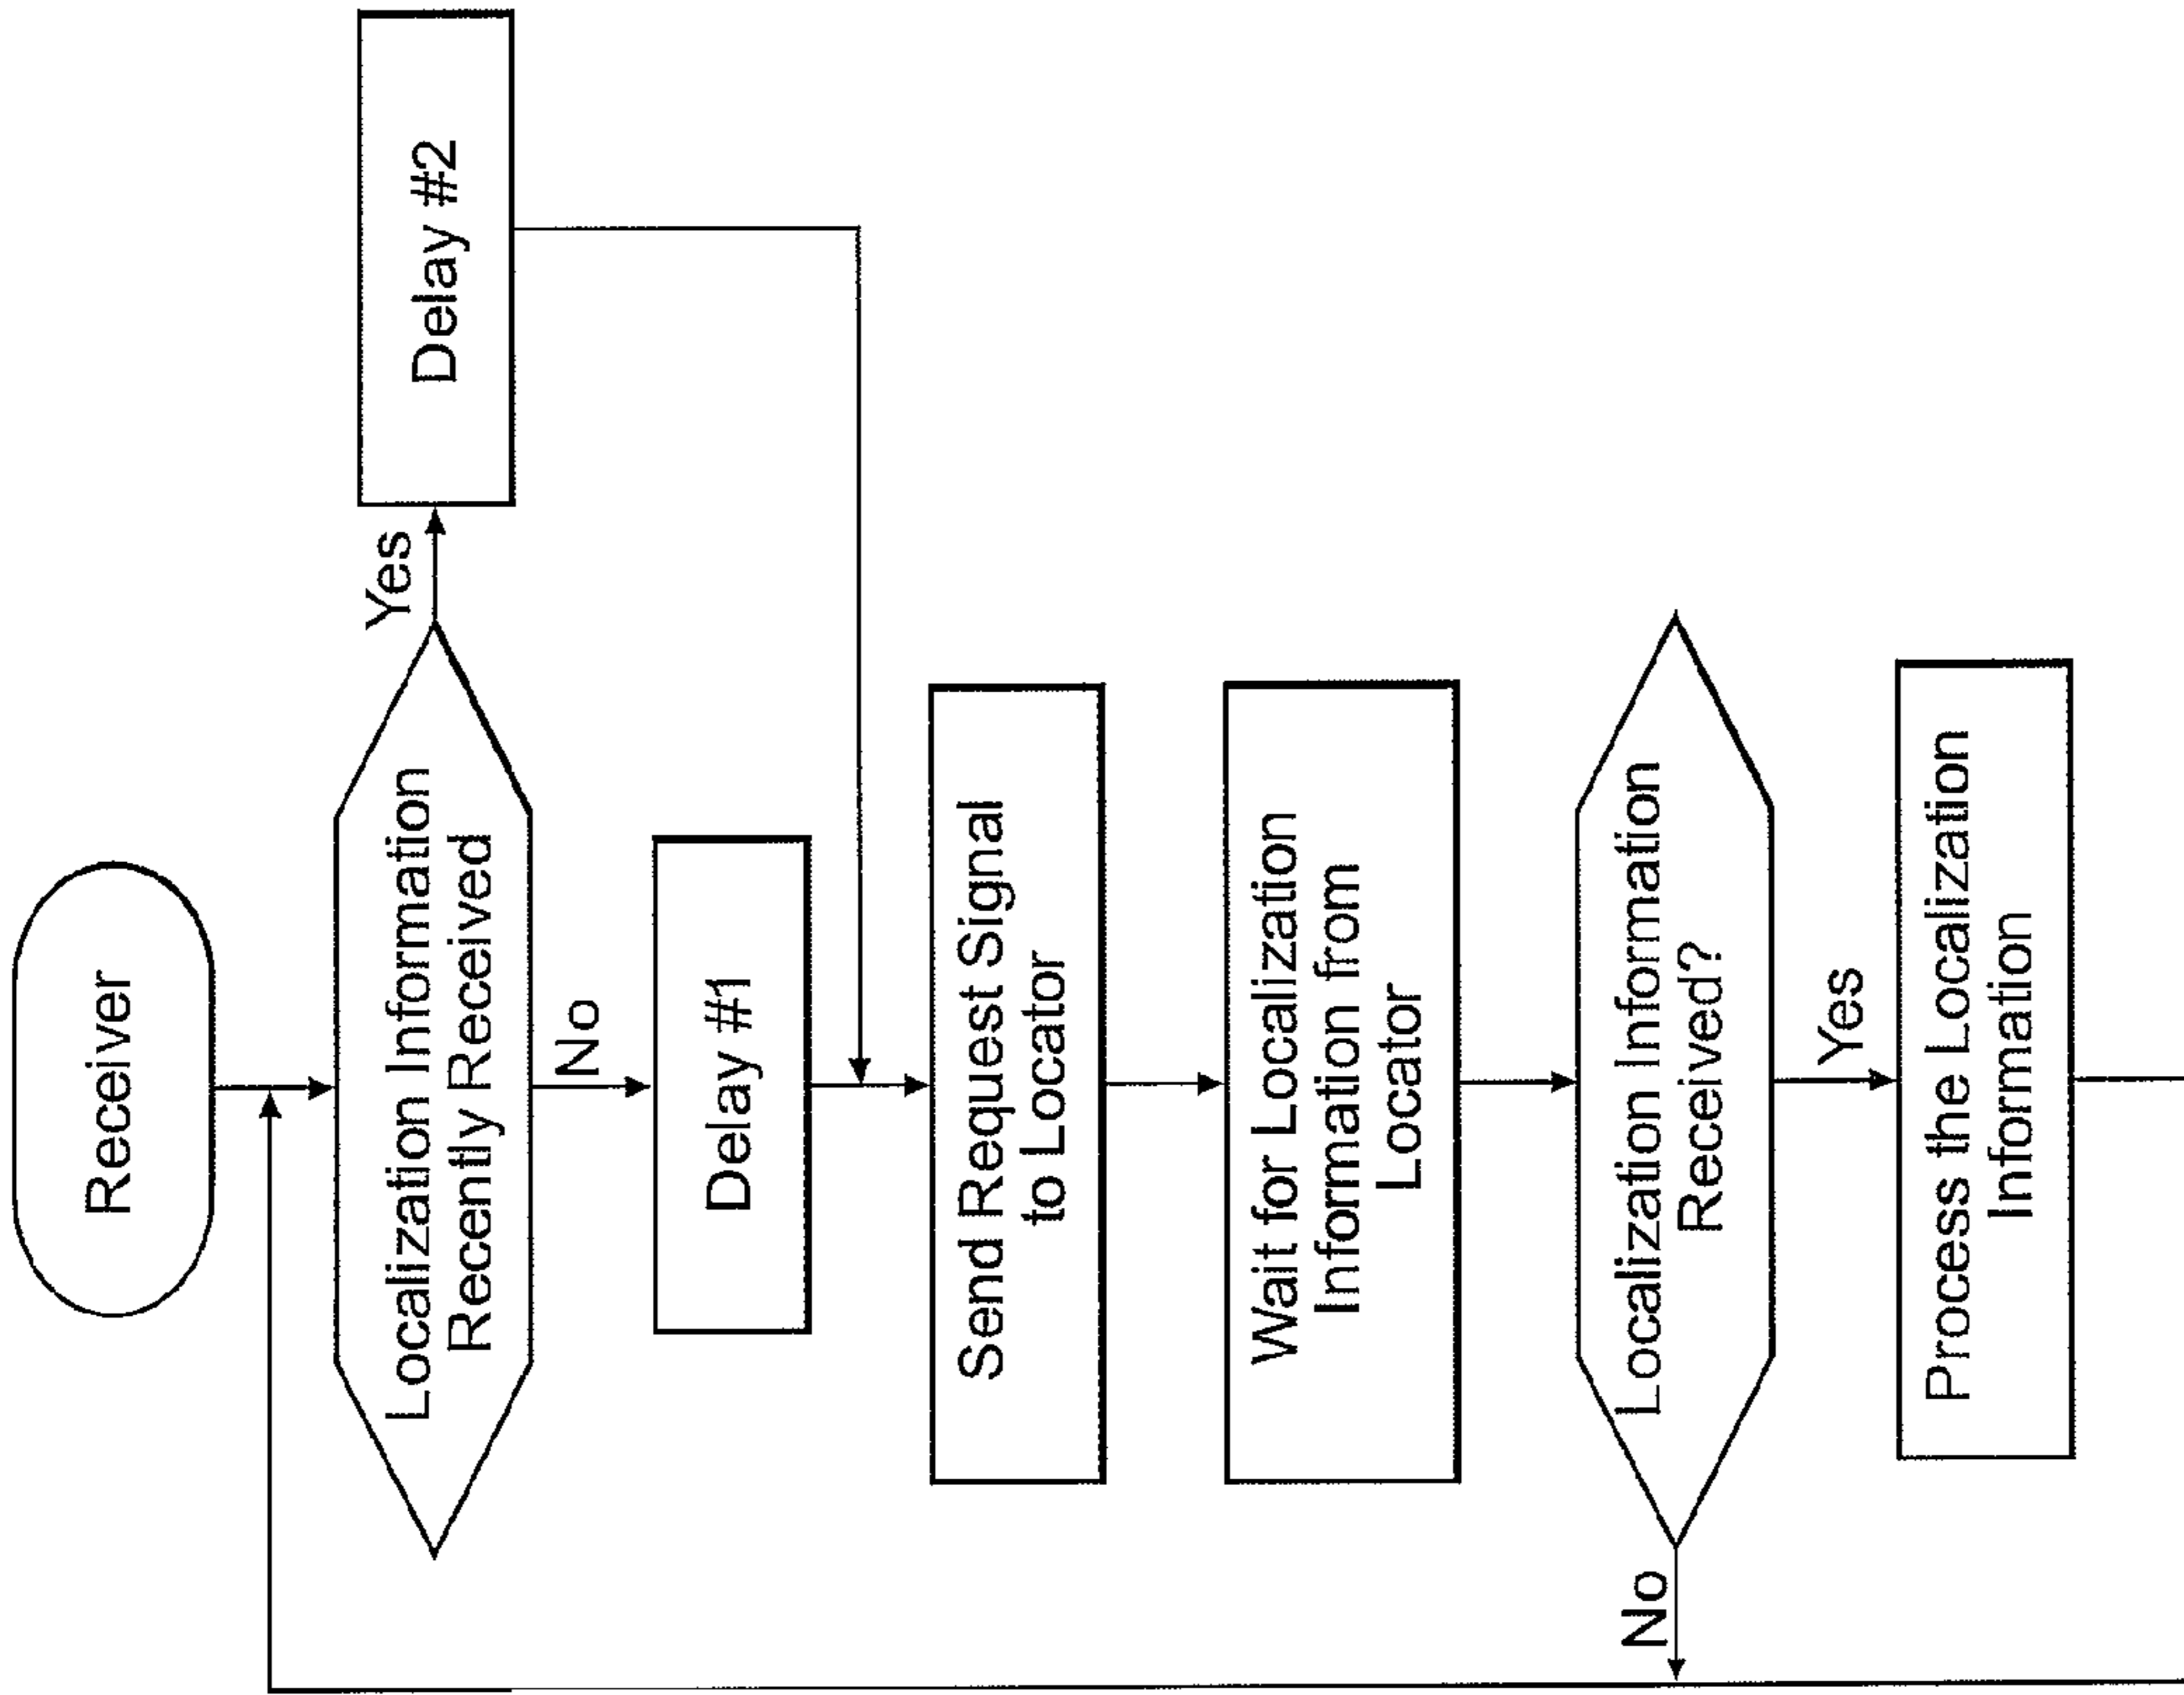 Receiver
Localization Information
Recently Received
Yes
Delay #2
No
Delay #1
Send Request Signal
to Locator
Wait for Localization
Information from
Locator
Localization Information
Received?
No
Yes
Process the Localization
Information